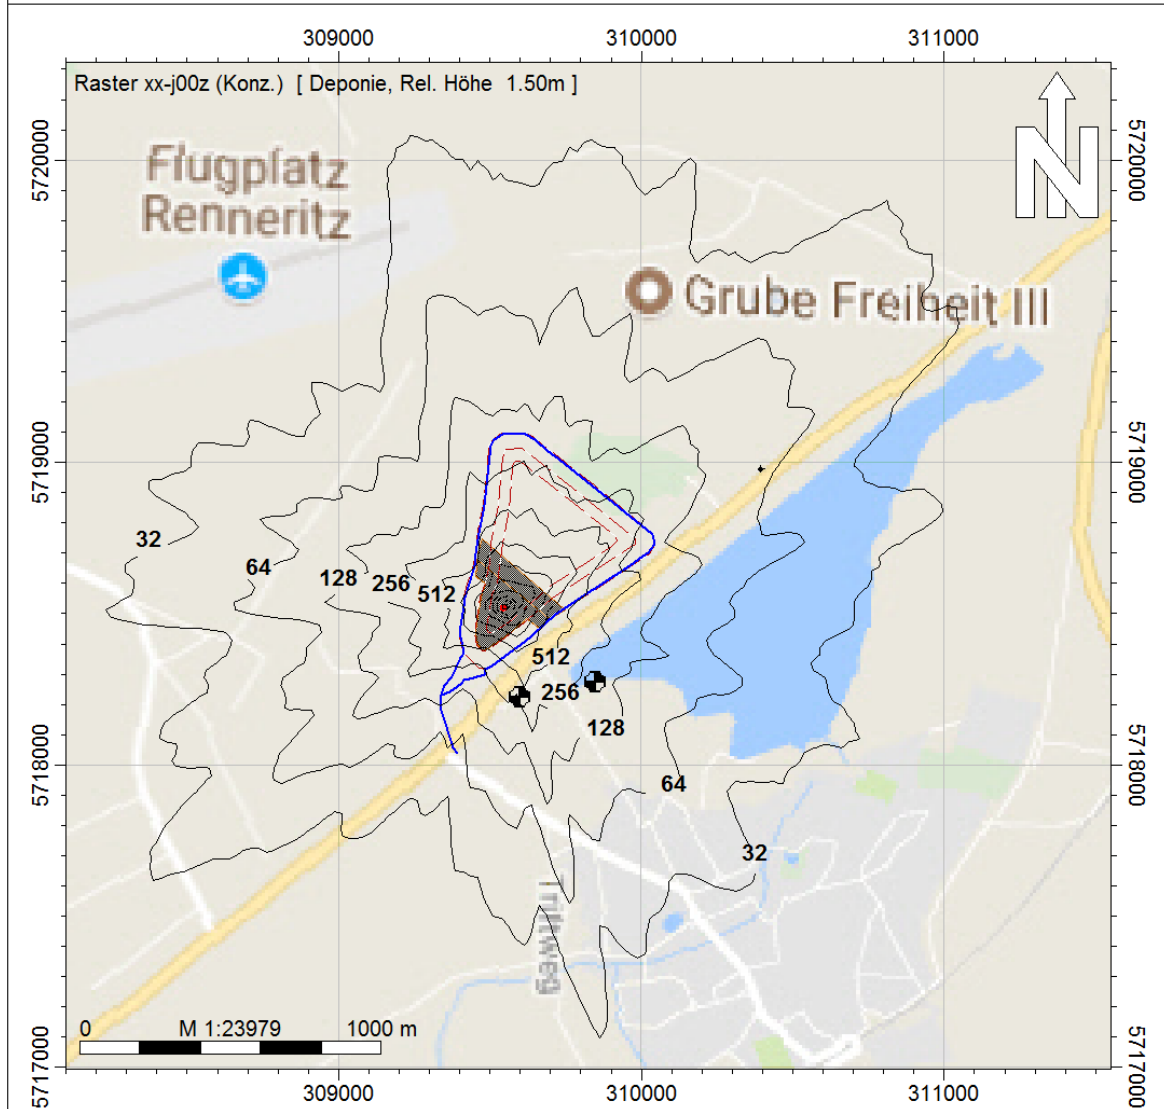 309000 310000 311000
Raster xx-j00z (Konz.) [ Deponie, Rel. Höhe 1.50m ]
5720000 5720000
Flugplatz
Renneritz
N
Grube Freiheit III
5719000 5719000
32
64
128
256
512
512
256
128
5718000 5718000
64
32
Trittweg
0 M 1:23979 1000 m
5717000 5717000
309000 310000 311000